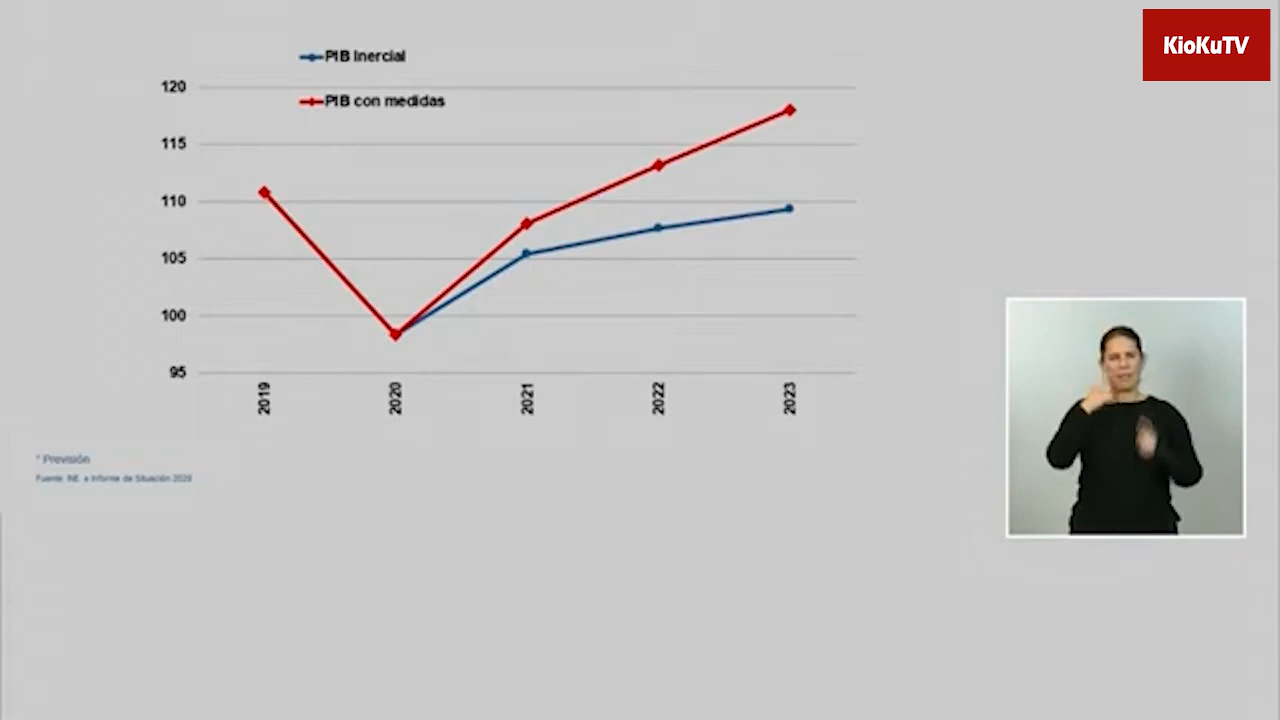 KioKuTV
PIB Inercial
PIB con medidas
120
115
110
105
100
95
2019
2020
2021
2022
2023
* Previsión
Fuente: INE e Informe de Situación 2020